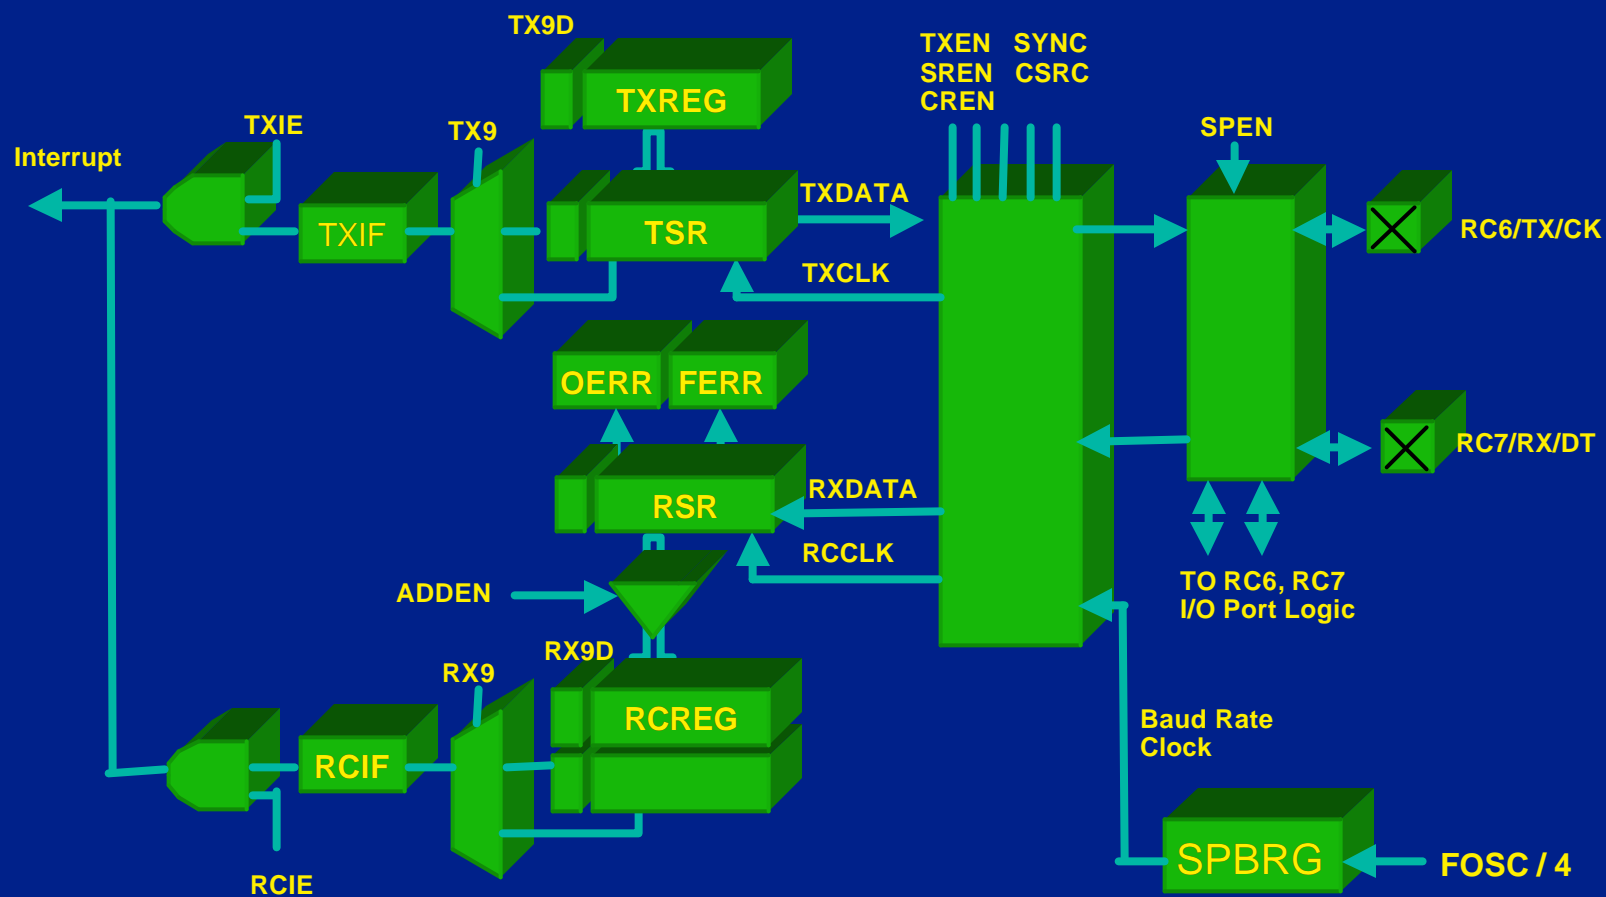 TX9D
TXREG
TXEN SYNC
SREN CSRC
CREN
TXIE
TX9
SPEN
Interrupt
TXIF
TSR
TXDATA
RC6/TX/CK
TXCLK
OERR
FERR
RC7/RX/DT
RSR
RXDATA
RCCLK
ADDEN
TO RC6, RC7
I/O Port Logic
RX9D
RX9
RCREG
RCIF
Baud Rate
Clock
SPBRG
FOSC / 4
RCIE